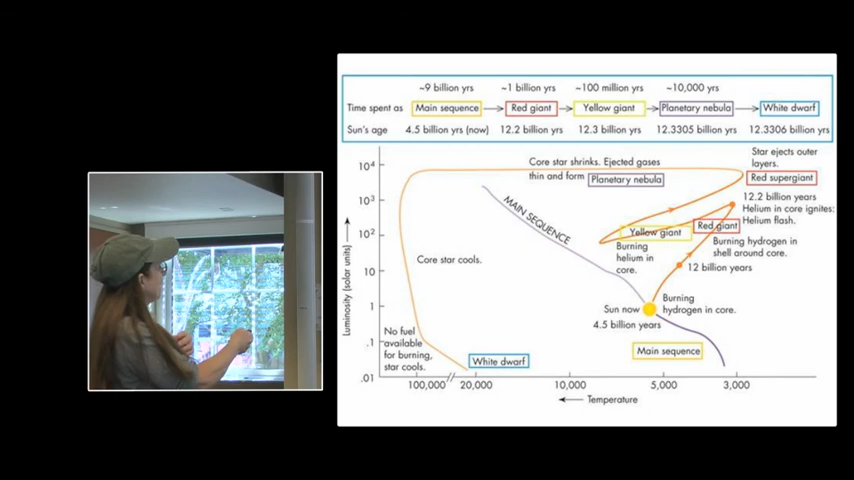 ~9 billion yrs ~1 billion yrs ~100 million yrs ~10,000 yrs
Time spent as Main sequence Red giant Yellow giant Planetary nebula White dwarf
Sun's age 4.5 billion yrs (now) 12.2 billion yrs 12.3 billion yrs 12.3305 billion yrs 12.3306 billion yrs
Star ejects outer
layers.
Red supergiant
Core star shrinks. Ejected gases
thin and form Planetary nebula
12.2 billion years
Helium in core ignites:
Helium flash.
MAIN SEQUENCE
Yellow giant
Red giant
Burning
helium in
core.
Burning hydrogen in
shell around core.
12 billion years
Core star cools.
Sun now
4.5 billion years
Burning
hydrogen in core.
No fuel
available
for burning,
star cools.
White dwarf
Main sequence
Luminosity (solar units)
10⁴
10³
10²
10
1
.1
.01
100,000 20,000 10,000 5,000 3,000
Temperature